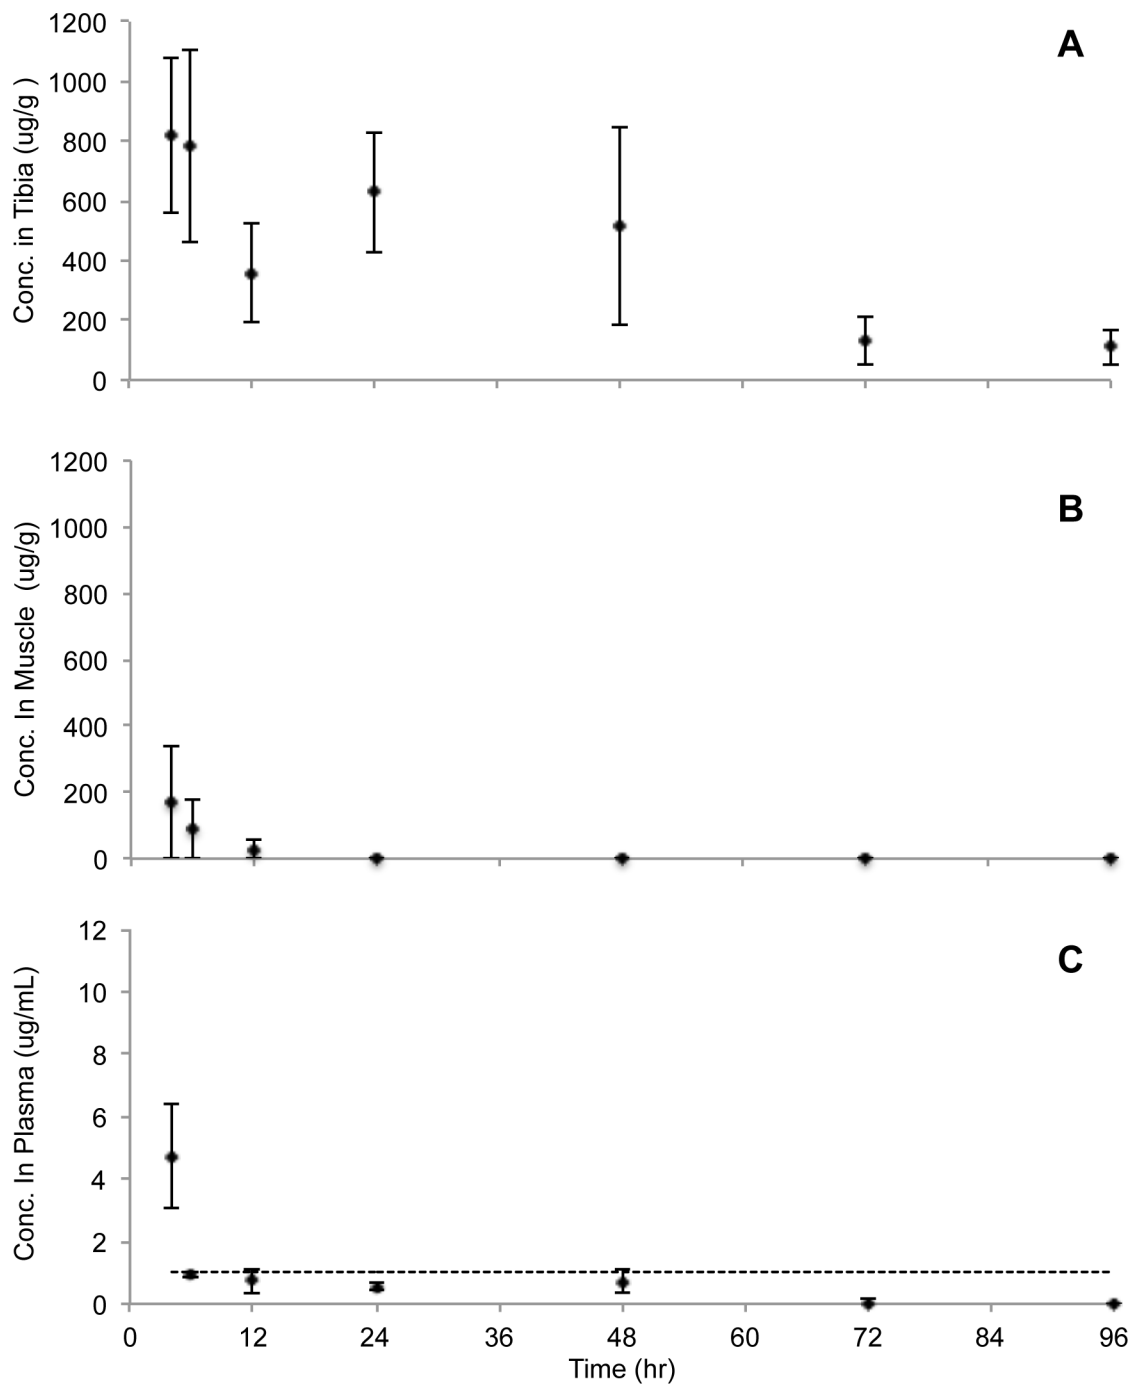 A
Conc. in Tibia (ug/g )
1200
1000
800
600
400
200
0
B
Conc. In Muscle (ug/g)
1200
1000
800
600
400
200
0
C
Conc. In Plasma (ug/mL)
12
10
8
6
4
2
0
0 12 24 36 48 60 72 84 96
Time (hr)